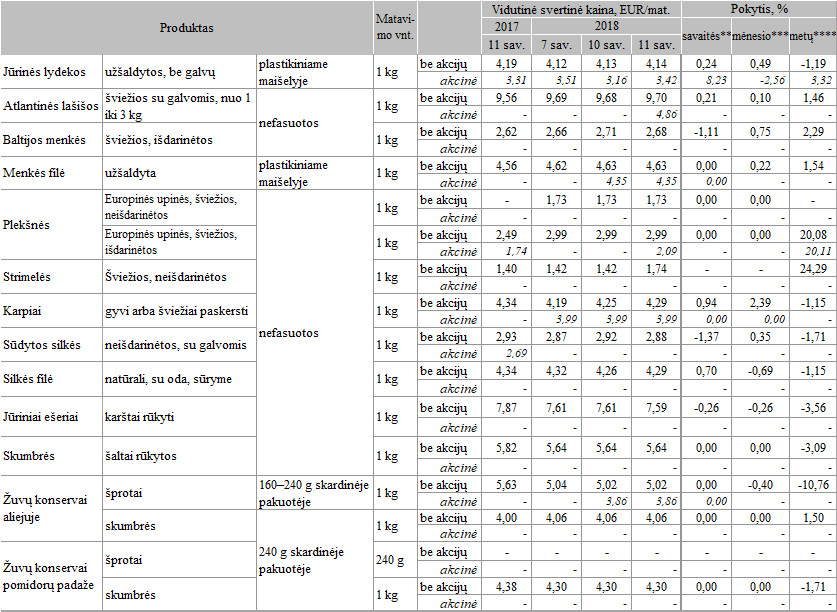 Produktas Matavi- Vidutinė svertinė kaina, EUR/mat. Pokytis, %
mo vnt. 2017 2018 savaitės** mėnesio*** metų****
11 sav. 7 sav. 10 sav. 11 sav.
Jūrinės lydekos užšaldytos, be galvų plastikiniame maišelyje 1 kg be akcijų 4,19 4,12 4,13 4,14 0,24 0,49 -1,19
akcinė 3,31 3,51 3,16 3,42 8,23 -2,56 3,32
Atlantinės lašišos šviežios su galvomis, nuo 1 iki 3 kg nefasuotos 1 kg be akcijų 9,56 9,69 9,68 9,70 0,21 0,10 1,46
akcinė - - - 4,86 - - -
Baltijos menkės šviežios, išdarinėtos 1 kg be akcijų 2,62 2,66 2,71 2,68 -1,11 0,75 2,29
akcinė - - - - - - -
Menkės filė užšaldyta plastikiniame maišelyje 1 kg be akcijų 4,56 4,62 4,63 4,63 0,00 0,22 1,54
akcinė - - 4,35 4,35 0,00 - -
Plekšnės Europinės upinės, šviežios, neišdarinėtos nefasuotos 1 kg be akcijų - 1,73 1,73 1,73 0,00 0,00 -
akcinė - - - - - - -
Europinės upinės, šviežios, išdarinėtos 1 kg be akcijų 2,49 2,99 2,99 2,99 0,00 0,00 20,08
akcinė 1,74 - - 2,09 - - 20,11
Strimelės Šviežios, neišdarinėtos 1 kg be akcijų 1,40 1,42 1,42 1,74 - - 24,29
akcinė - - - - - - -
Karpiai gyvi arba šviežiai paskersti 1 kg be akcijų 4,34 4,19 4,25 4,29 0,94 2,39 -1,15
akcinė - 3,99 3,99 3,99 0,00 0,00 -
Sūdytos silkės neišdarinėtos, su galvomis 1 kg be akcijų 2,93 2,87 2,92 2,88 -1,37 0,35 -1,71
akcinė 2,69 - - - - - -
Silkės filė natūrali, su oda, sūryme 1 kg be akcijų 4,34 4,32 4,26 4,29 0,70 -0,69 -1,15
akcinė - - - - - - -
Jūriniai ešeriai karštai rūkyti 1 kg be akcijų 7,87 7,61 7,61 7,59 -0,26 -0,26 -3,56
akcinė - - - - - - -
Skumbrės šaltai rūkytos 1 kg be akcijų 5,82 5,64 5,64 5,64 0,00 0,00 -3,09
akcinė - - - - - - -
Žuvų konservai aliejuje šprotai 160–240 g skardinėje pakuotėje 1 kg be akcijų 5,63 5,04 5,02 5,02 0,00 -0,40 -10,76
akcinė - - 3,86 3,86 0,00 - -
skumbrės 240 g skardinėje pakuotėje 1 kg be akcijų 4,00 4,06 4,06 4,06 0,00 0,00 1,50
akcinė - - - - - - -
Žuvų konservai pomidorų padaže šprotai 240 g be akcijų - - - - - - -
akcinė - - - - - - -
skumbrės 1 kg be akcijų 4,38 4,30 4,30 4,30 0,00 0,00 -1,71
akcinė - - - - - - -